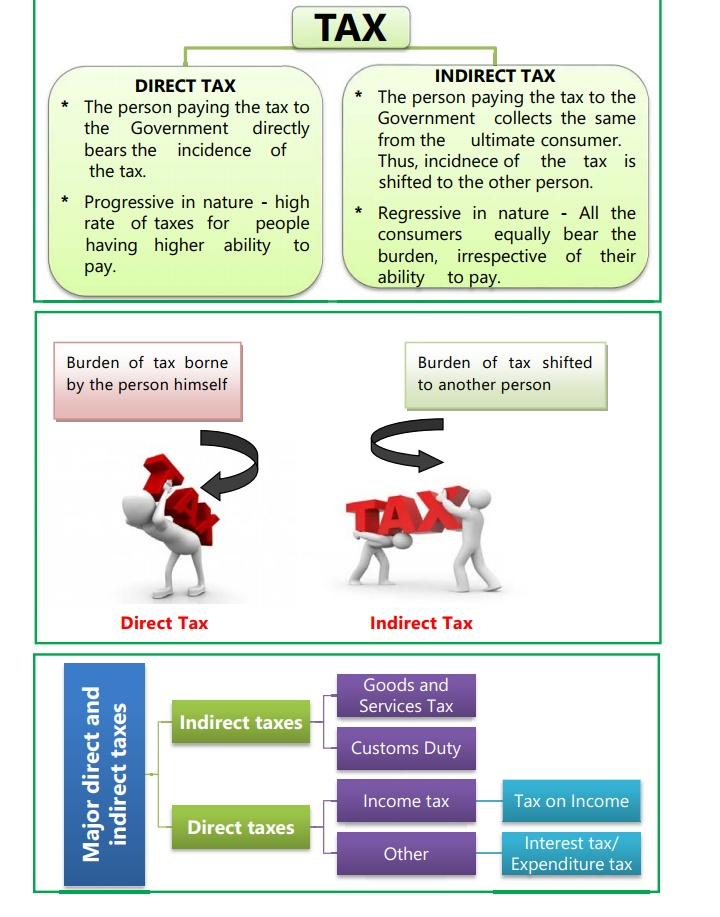 TAX
DIRECT TAX
* The person paying the tax to
the Government directly
bears the incidence of
the tax.
* Progressive in nature - high
rate of taxes for people
having higher ability to
pay.
INDIRECT TAX
* The person paying the tax to the
Government collects the same
from the ultimate consumer.
Thus, incidnece of the tax is
shifted to the other person.
* Regressive in nature - All the
consumers equally bear the
burden, irrespective of their
ability to pay.
Burden of tax borne
by the person himself
Burden of tax shifted
to another person
TAX
TAX
Direct Tax
Indirect Tax
Major direct and
indirect taxes
Indirect taxes
Goods and
Services Tax
Customs Duty
Direct taxes
Income tax
Tax on Income
Other
Interest tax/
Expenditure tax